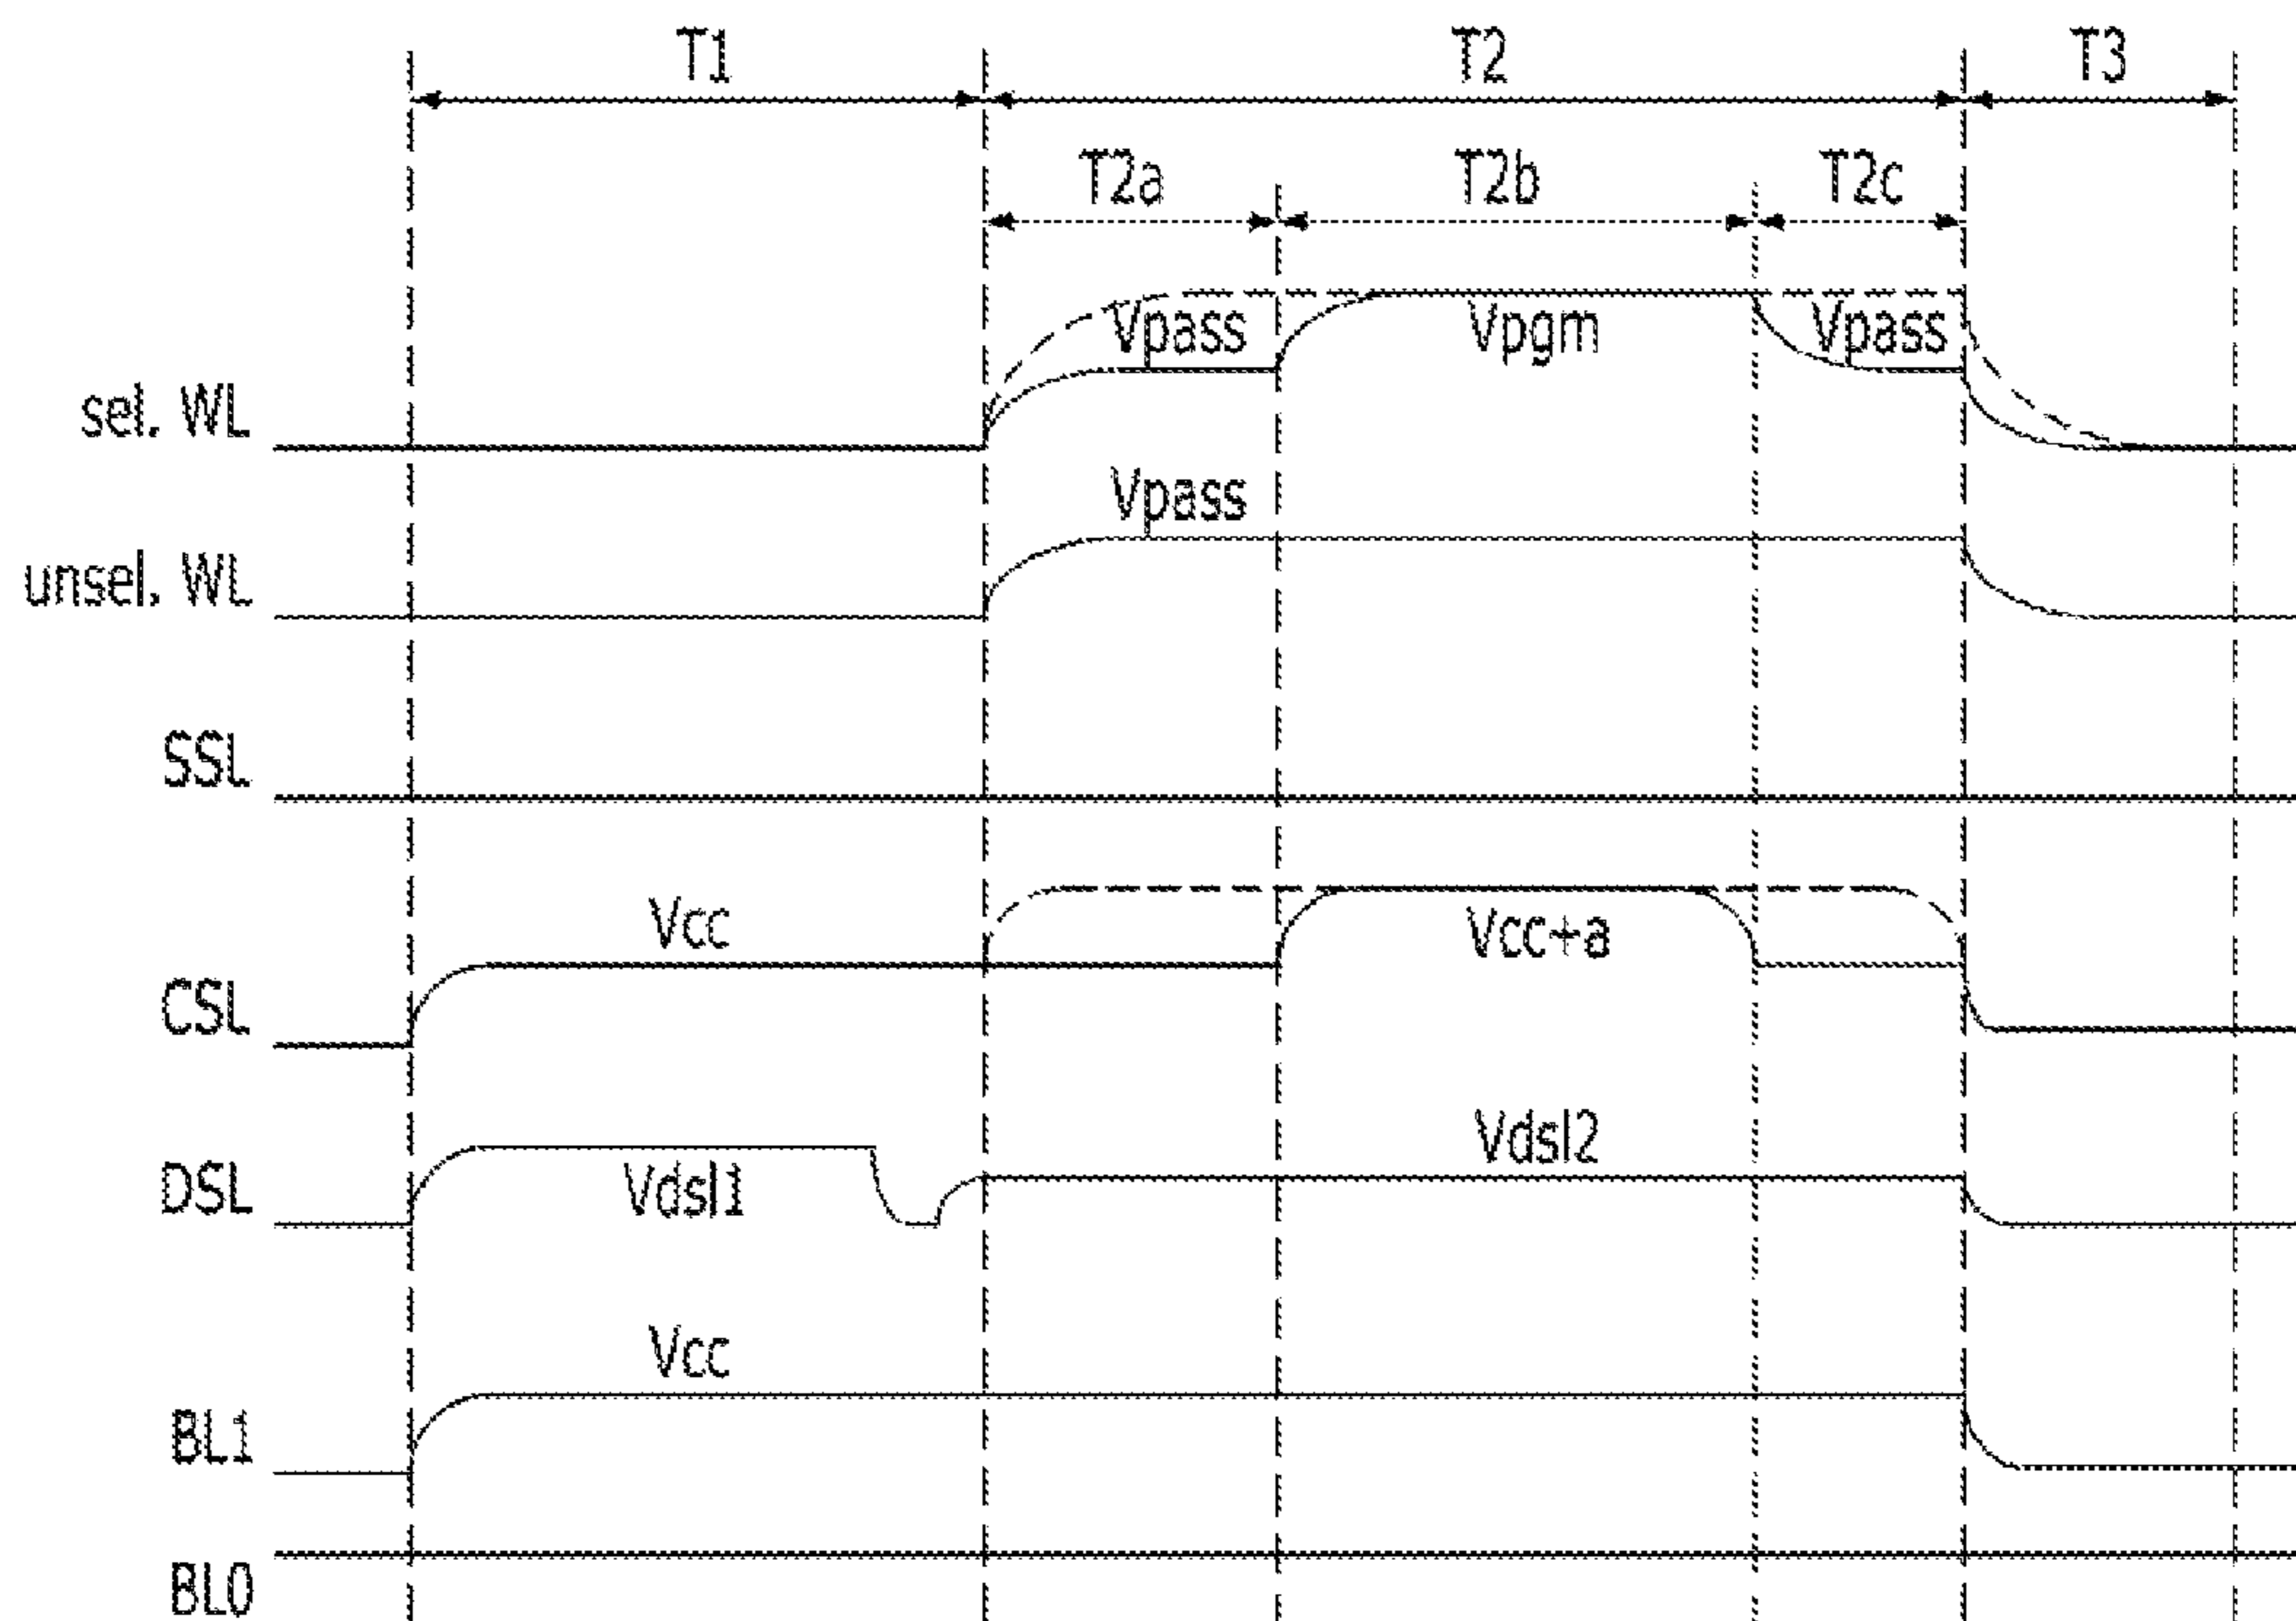 T1 T2 T3
T2a T2b T2c
Vpass Vpgm Vpass
sel. WL
Vpass
unsel. WL
SSL
Vcc Vcc+a
CSL
Vdsl2
DSL Vdsl1
Vcc
BL1
BL0